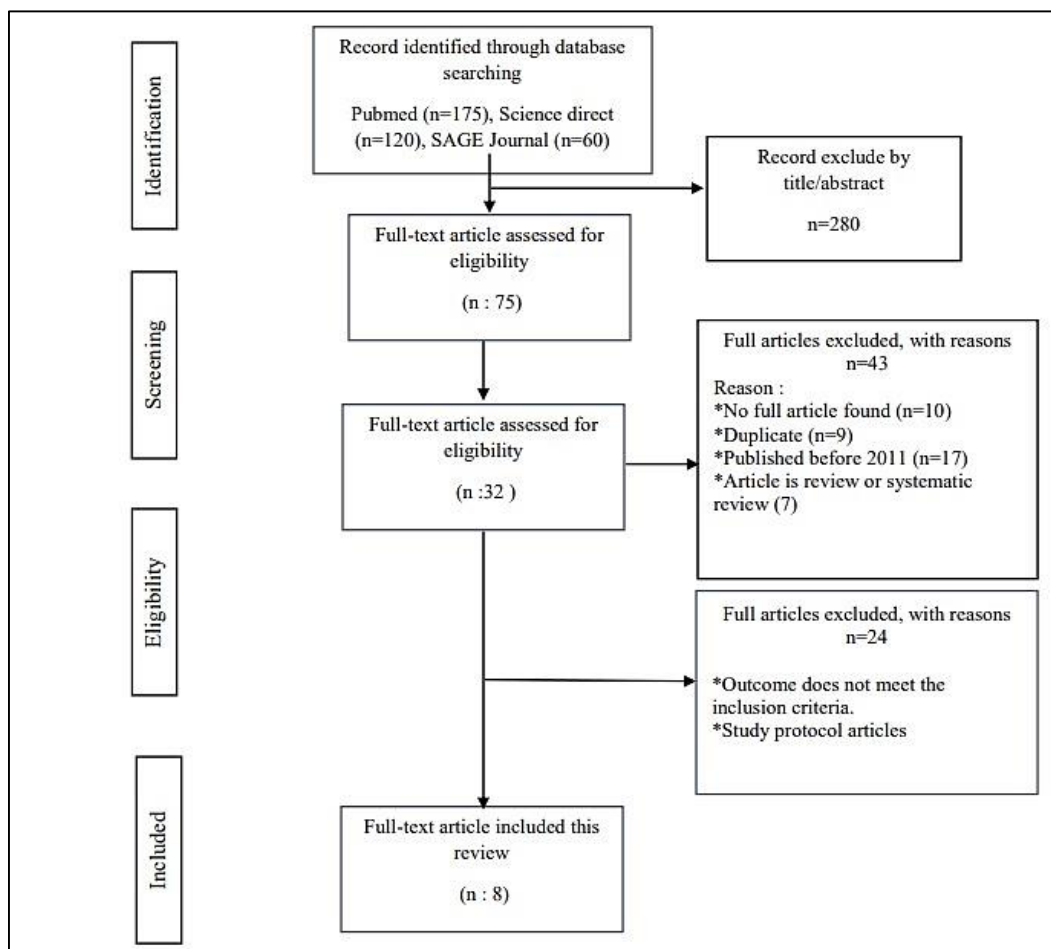 Identification
Record identified through database
searching
Pubmed (n=175), Science direct
(n=120), SAGE Journal (n=60)
Record exclude by
title/abstract
n=280
Full-text article assessed for
eligibility
(n : 75)
Screening
Full articles excluded, with reasons
n=43
Reason :
*No full article found (n=10)
*Duplicate (n=9)
*Published before 2011 (n=17)
*Article is review or systematic
review (7)
Full-text article assessed for
eligibility
(n :32 )
Eligibility
Full articles excluded, with reasons
n=24
*Outcome does not meet the
inclusion criteria.
*Study protocol articles
Included
Full-text article included this
review
(n : 8)